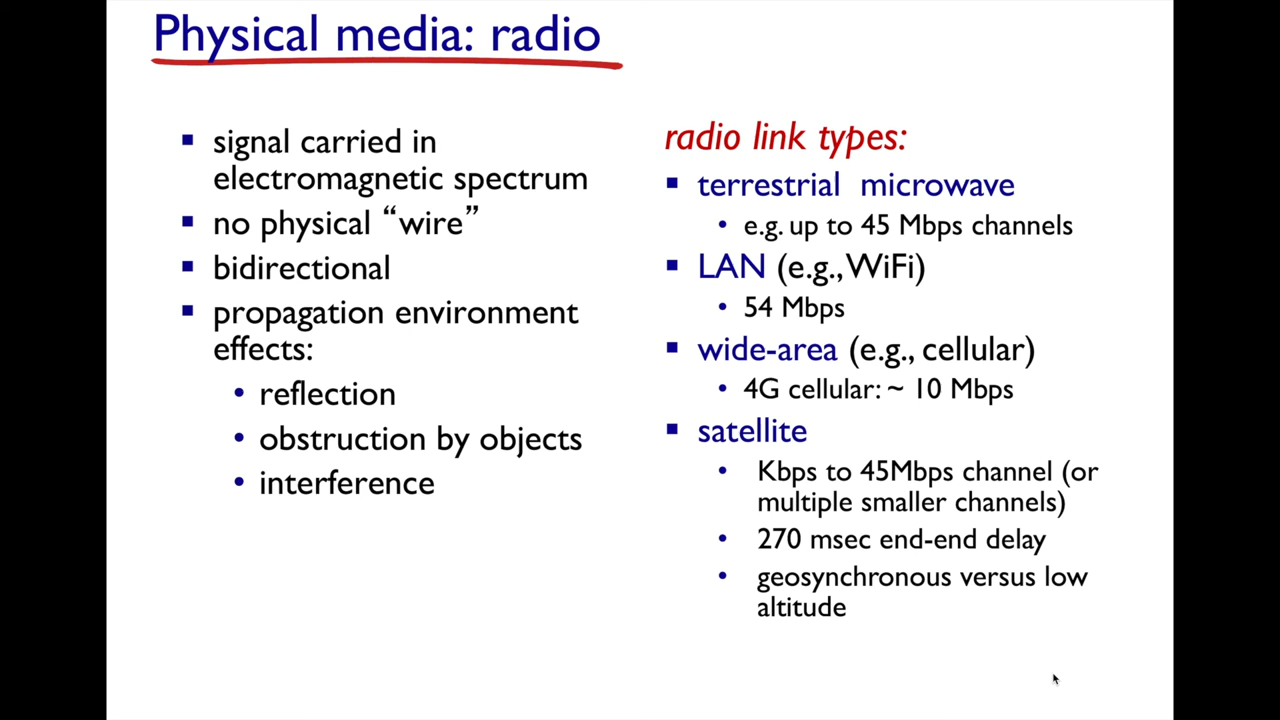 Physical media: radio
signal carried in
electromagnetic spectrum
no physical “wire”
bidirectional
propagation environment
effects:
reflection
obstruction by objects
interference
radio link types:
terrestrial microwave
e.g. up to 45 Mbps channels
LAN (e.g., WiFi)
54 Mbps
wide-area (e.g., cellular)
4G cellular: ~ 10 Mbps
satellite
Kbps to 45Mbps channel (or
multiple smaller channels)
270 msec end-end delay
geosynchronous versus low
altitude